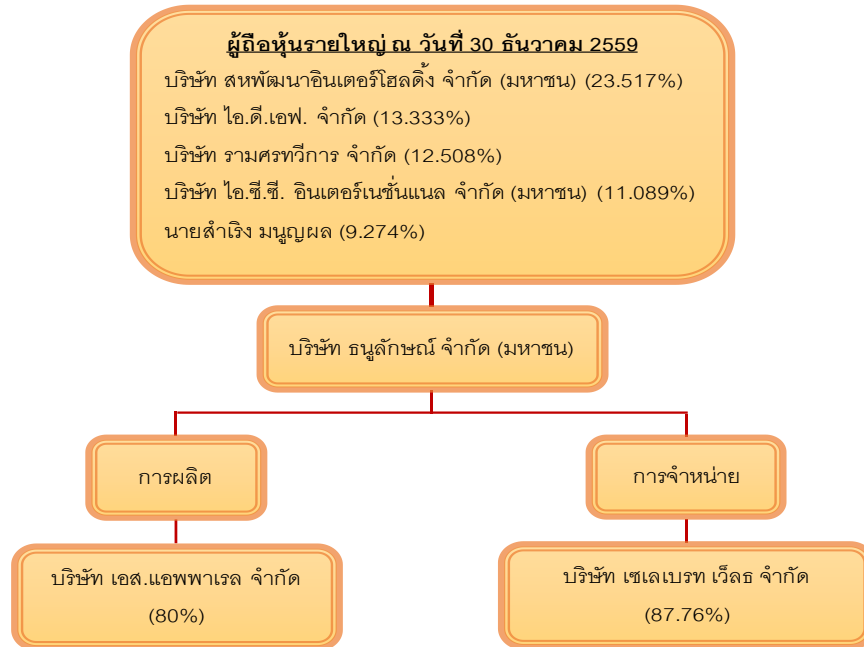 ผู้ถือหุ้นรายใหญ่ ณ วันที่ 30 ธันวาคม 2559
บริษัท สหพัฒนาอินเตอร์โฮลดิ้ง จำกัด (มหาชน) (23.517%)
บริษัท ไอ.ดี.เอฟ. จำกัด (13.333%)
บริษัท รามศรทวีการ จำกัด (12.508%)
บริษัท ไอ.ซี.ซี. อินเตอร์เนชั่นแนล จำกัด (มหาชน) (11.089%)
นายสำเริง มนูญผล (9.274%)
บริษัท ธนูลักษณ์ จำกัด (มหาชน)
การผลิต
การจำหน่าย
บริษัท เอส.แอพพาเรล จำกัด
(80%)
บริษัท เซเลเบรท เว็ลธ จำกัด
(87.76%)